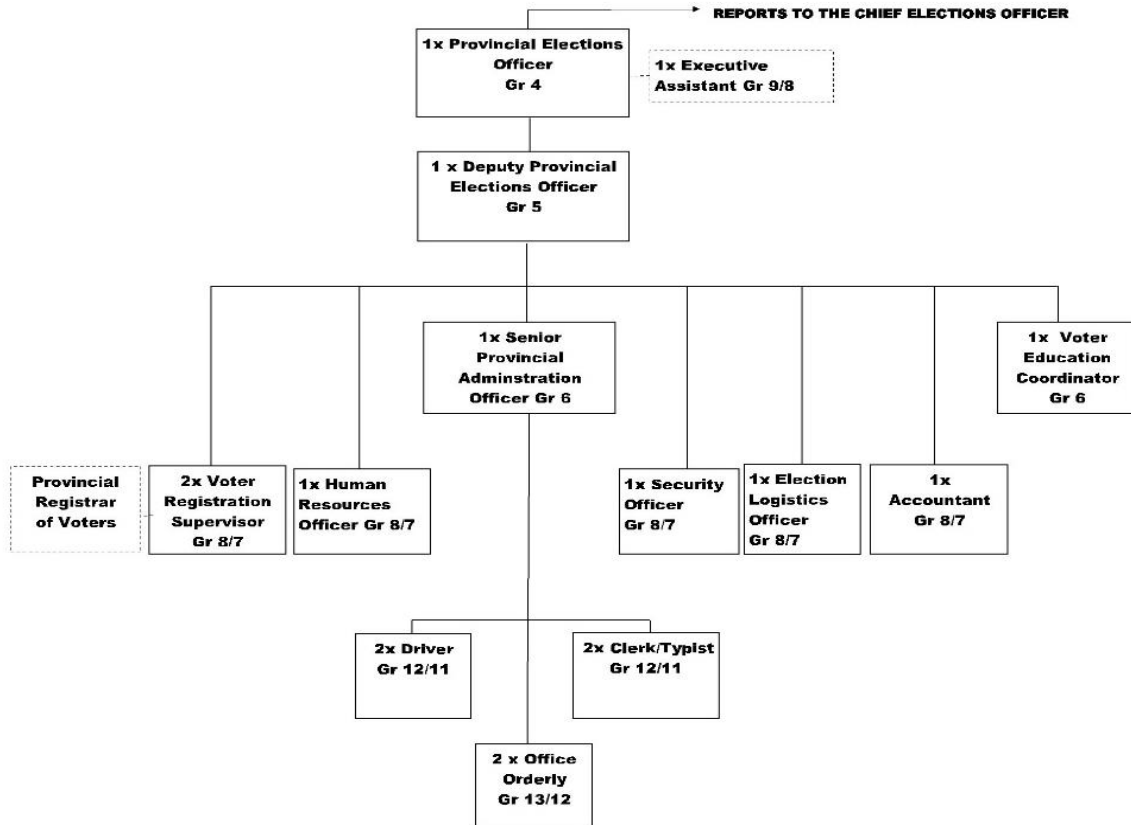 REPORTS TO THE CHIEF ELECTIONS OFFICER
1x Provincial Elections
Officer
Gr 4
1x Executive
Assistant Gr 9/8
1 x Deputy Provincial
Elections Officer
Gr 5
1x Senior
Provincial
Adminstration
Officer Gr 6
1x Voter
Education
Coordinator
Gr 6
Provincial
Registrar
of Voters
2x Voter
Registration
Supervisor
Gr 8/7
1x Human
Resources
Officer Gr 8/7
1x Security
Officer
Gr 8/7
1x Election
Logistics
Officer
Gr 8/7
1x
Accountant
Gr 8/7
2x Driver
Gr 12/11
2x Clerk/Typist
Gr 12/11
2 x Office
Orderly
Gr 13/12